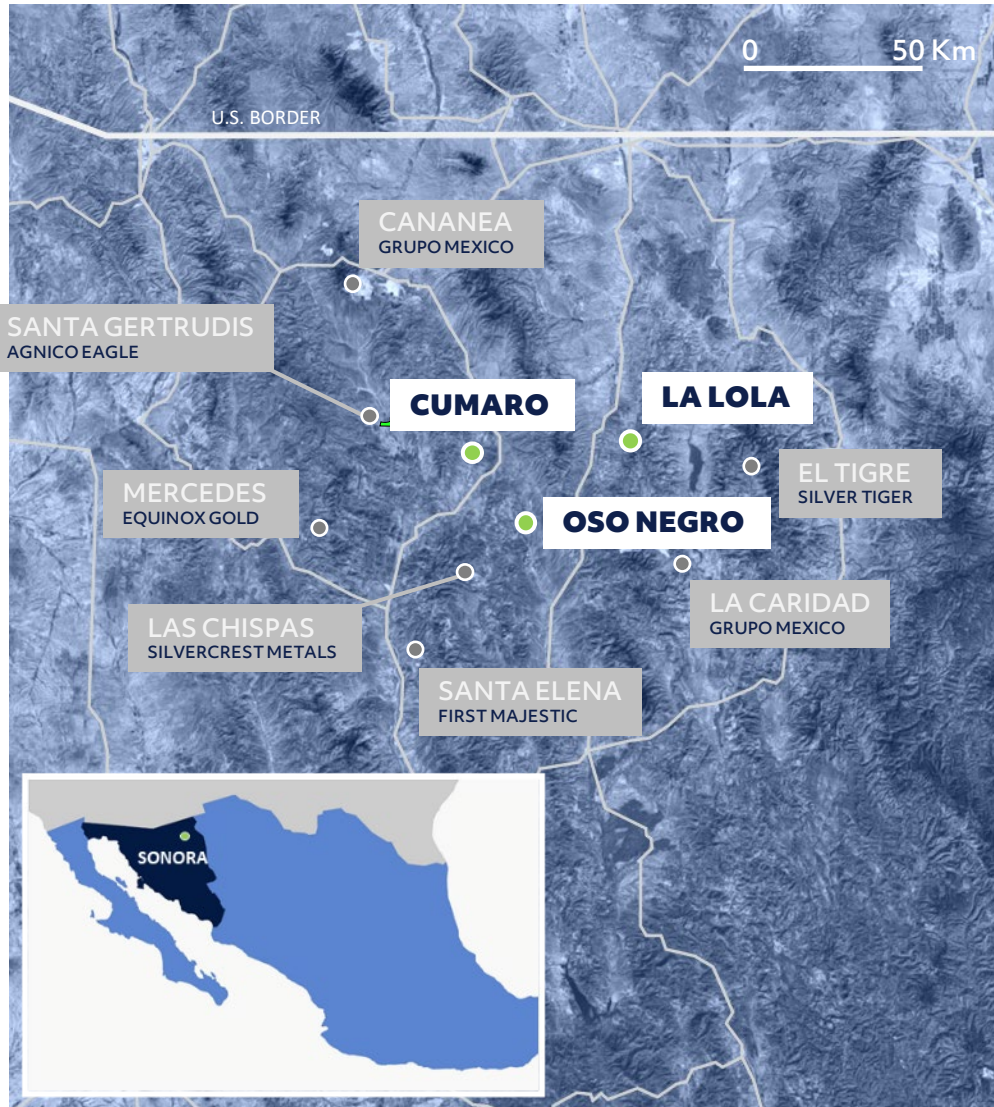 0 50 Km
U.S. BORDER
CANANEA
GRUPO MEXICO
SANTA GERTRUDIS
AGNICO EAGLE
CUMARO
LA LOLA
EL TIGRE
SILVER TIGER
MERCEDES
EQUINOX GOLD
OSO NEGRO
LA CARIDAD
GRUPO MEXICO
LAS CHISPAS
SILVERCREST METALS
SANTA ELENA
FIRST MAJESTIC
SONORA